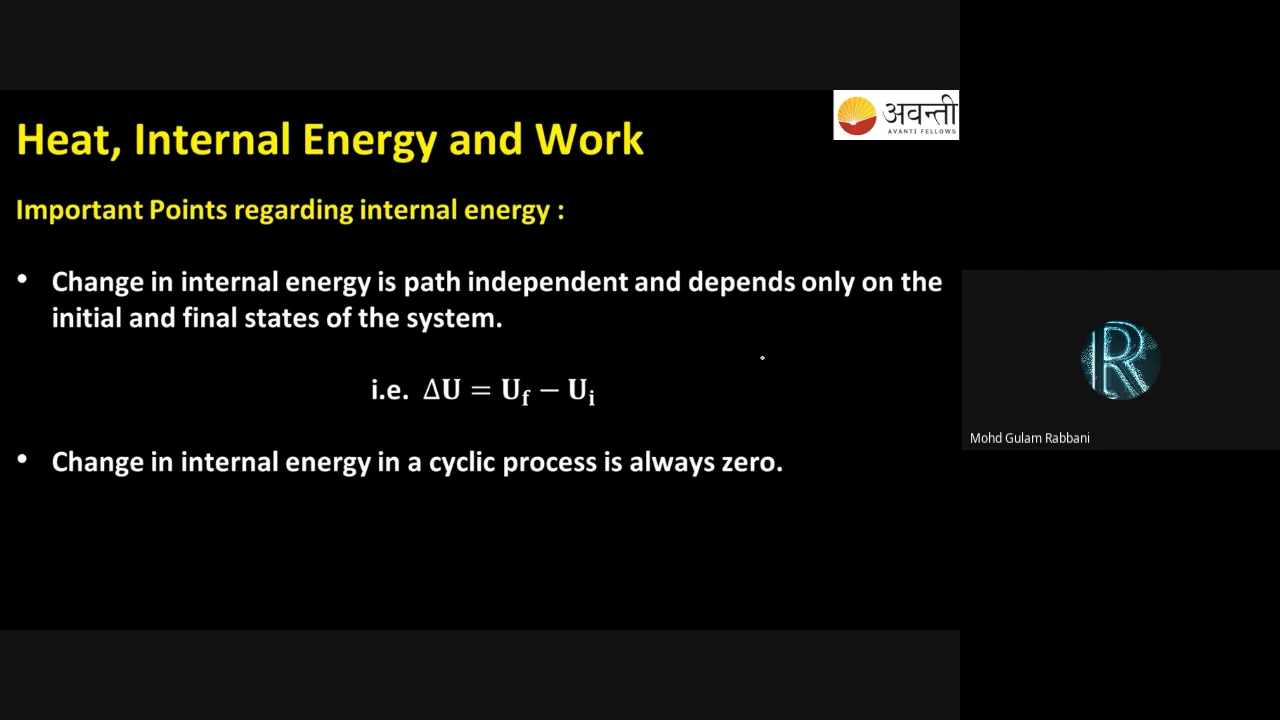 अवन्ती
AVANTI FELLOWS
Heat, Internal Energy and Work
Important Points regarding internal energy :
• Change in internal energy is path independent and depends only on the
initial and final states of the system.
i.e. ΔU = U_f − U_i
• Change in internal energy in a cyclic process is always zero.
R
Mohd Gulam Rabbani